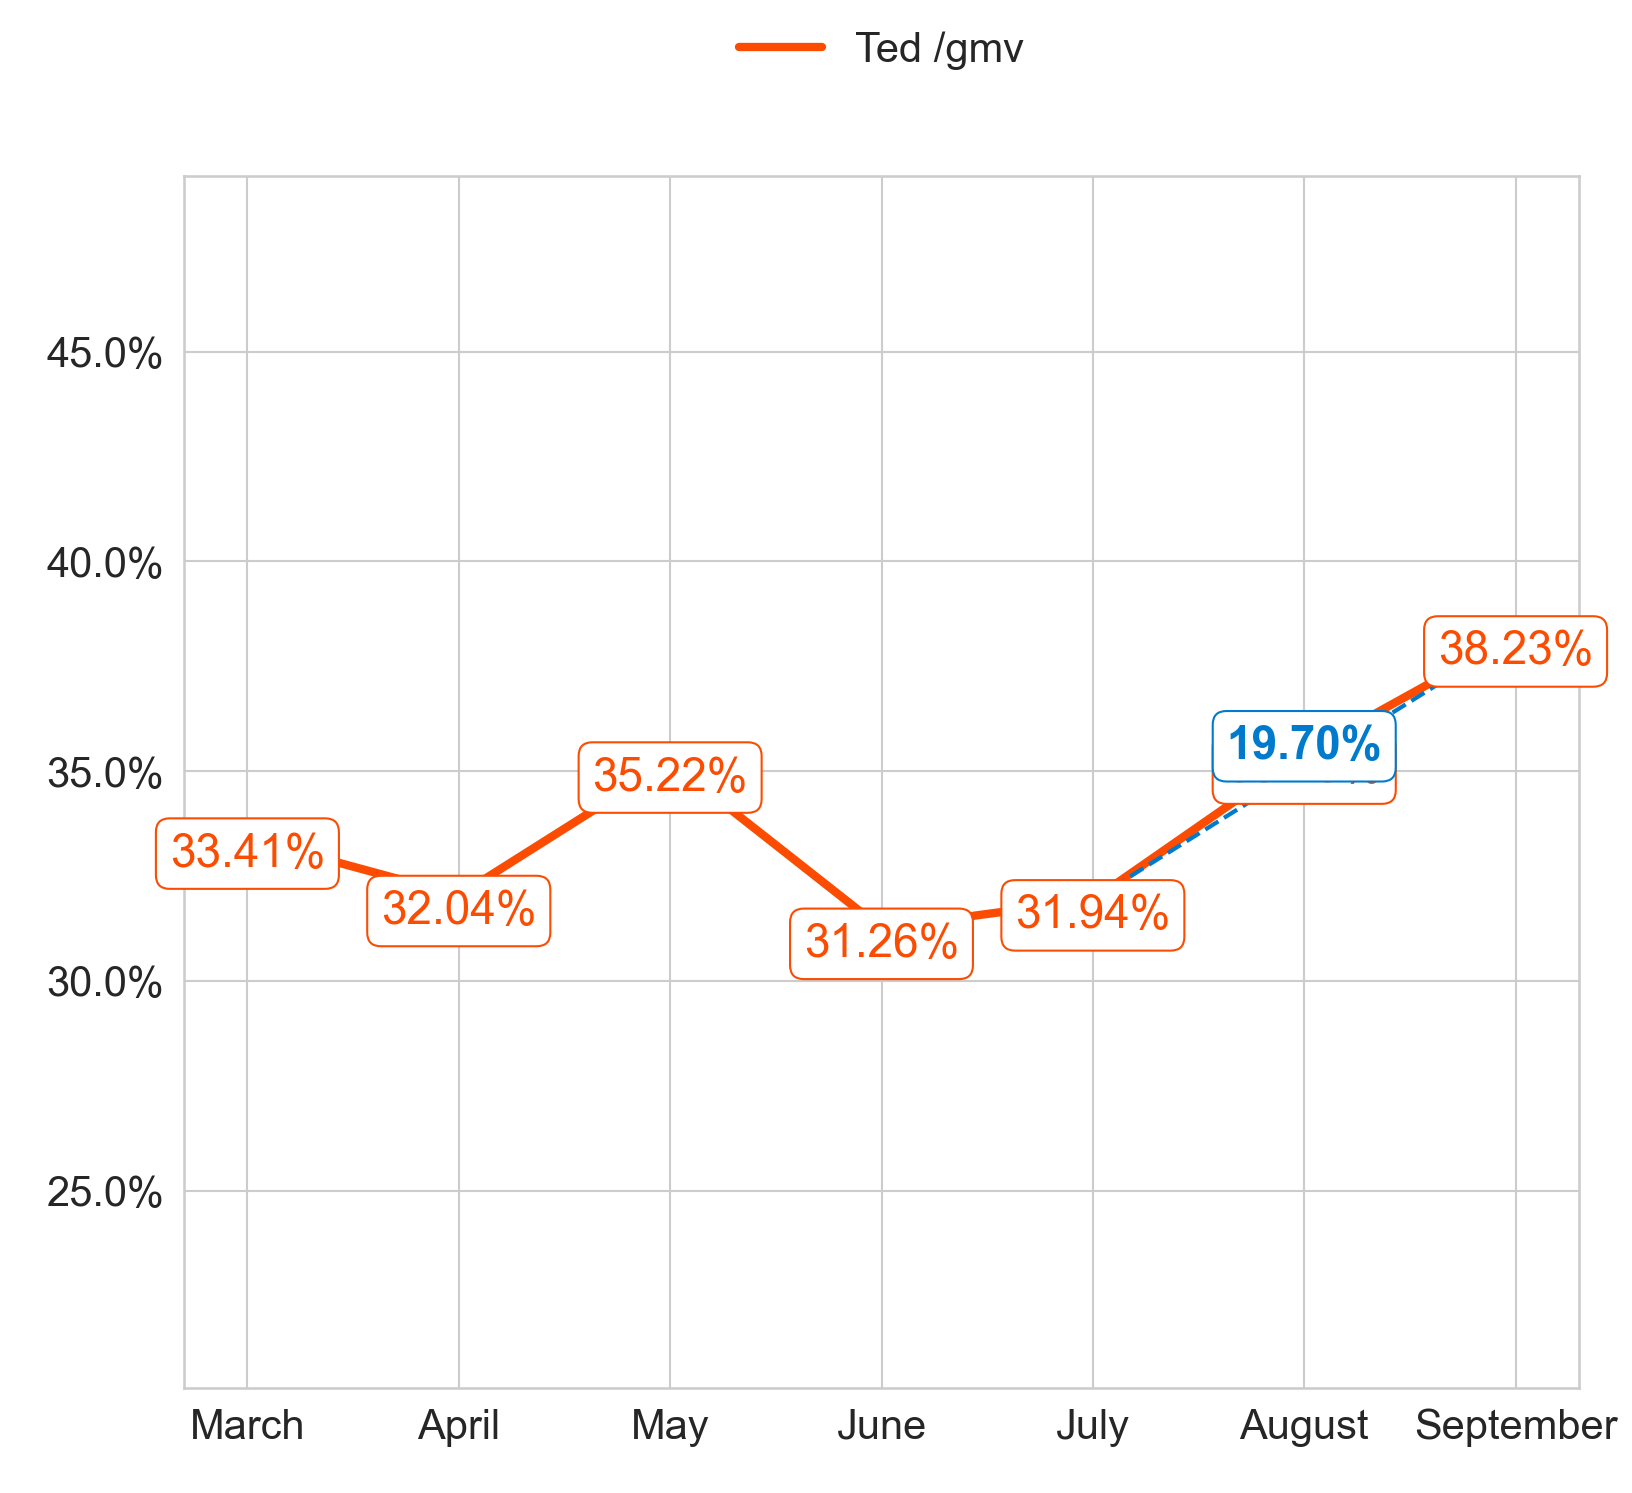 Ted /gmv
45.0%
40.0%
35.0%
30.0%
25.0%
33.41%
32.04%
35.22%
31.26%
31.94%
19.70%
38.23%
March
April
May
June
July
August
September